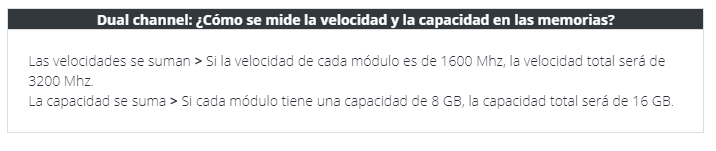 Dual channel: ¿Cómo se mide la velocidad y la capacidad en las memorias?
Las velocidades se suman > Si la velocidad de cada módulo es de 1600 Mhz, la velocidad total será de
3200 Mhz.
La capacidad se suma > Si cada módulo tiene una capacidad de 8 GB, la capacidad total será de 16 GB.